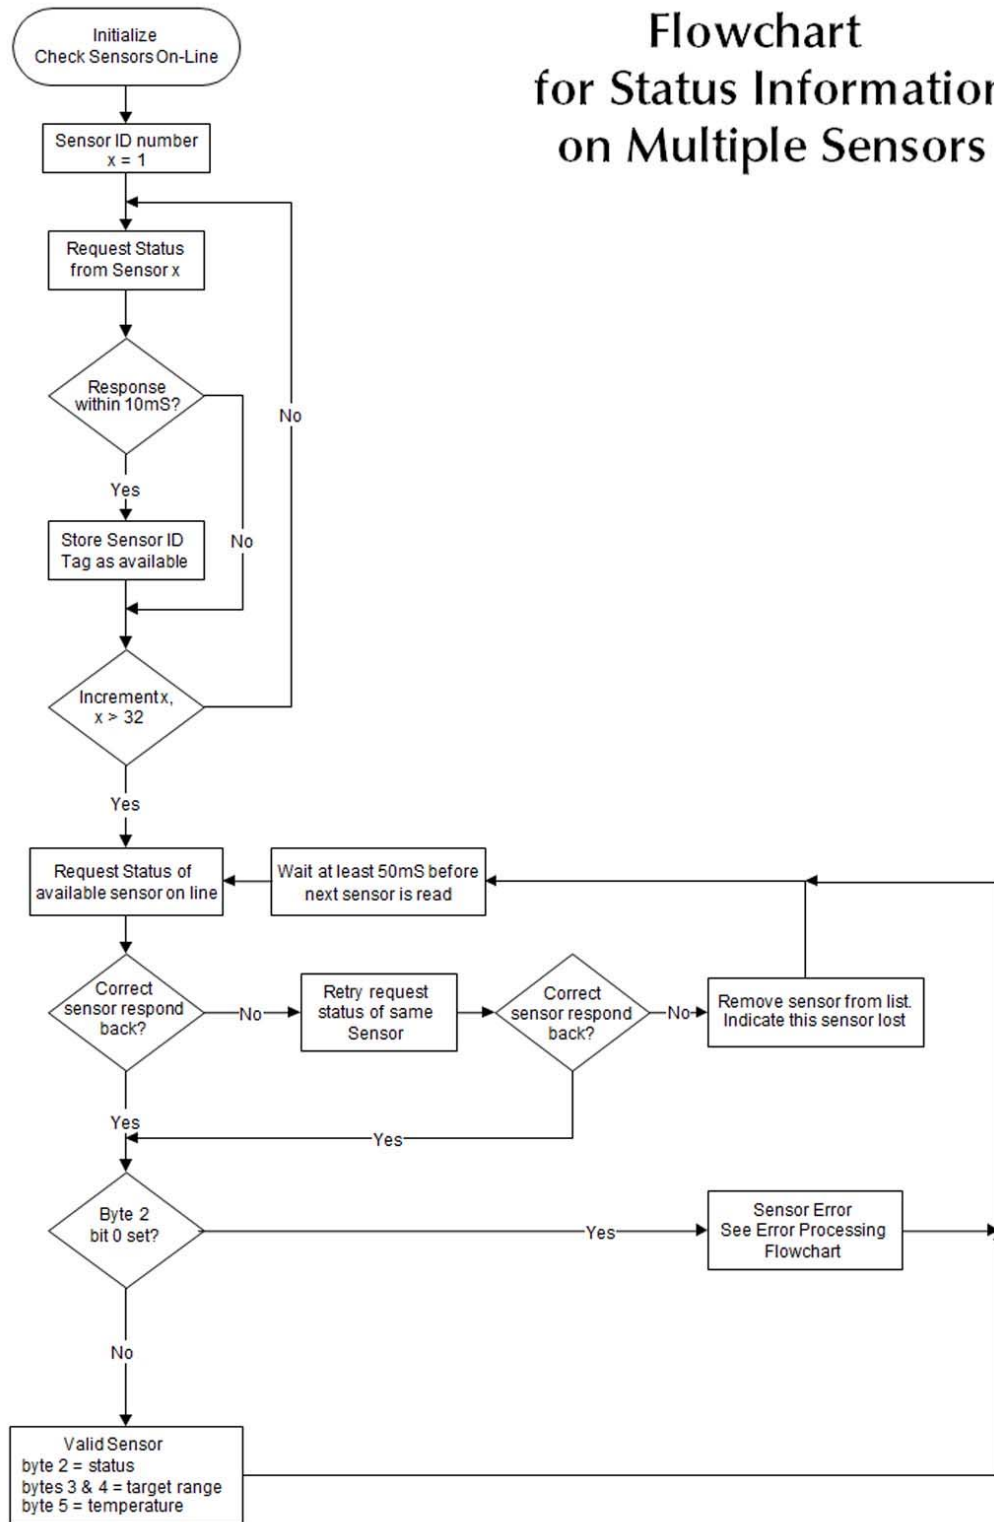 Flowchart
for Status Information
on Multiple Sensors
Initialize
Check Sensors On-Line
Sensor ID number
x = 1
Request Status
from Sensor x
Response
within 10mS?
No
Yes
Store Sensor ID
Tag as available
No
Increment x,
x > 32
Yes
Request Status of
available sensor on line
Wait at least 50mS before
next sensor is read
Correct
sensor respond
back?
No
Retry request
status of same
Sensor
Correct
sensor respond
back?
No
Remove sensor from list.
Indicate this sensor lost
Yes
Yes
Byte 2
bit 0 set?
Yes
Sensor Error
See Error Processing
Flowchart
No
Valid Sensor
byte 2 = status
bytes 3 & 4 = target range
byte 5 = temperature